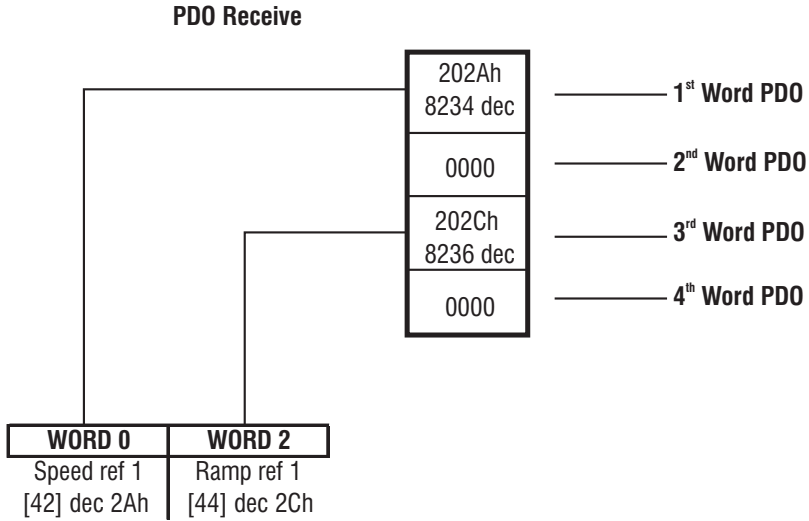 PDO Receive
202Ah
8234 dec
1st Word PDO
0000
2nd Word PDO
202Ch
8236 dec
3rd Word PDO
0000
4th Word PDO
WORD 0 WORD 2
Speed ref 1 Ramp ref 1
[42] dec 2Ah [44] dec 2Ch